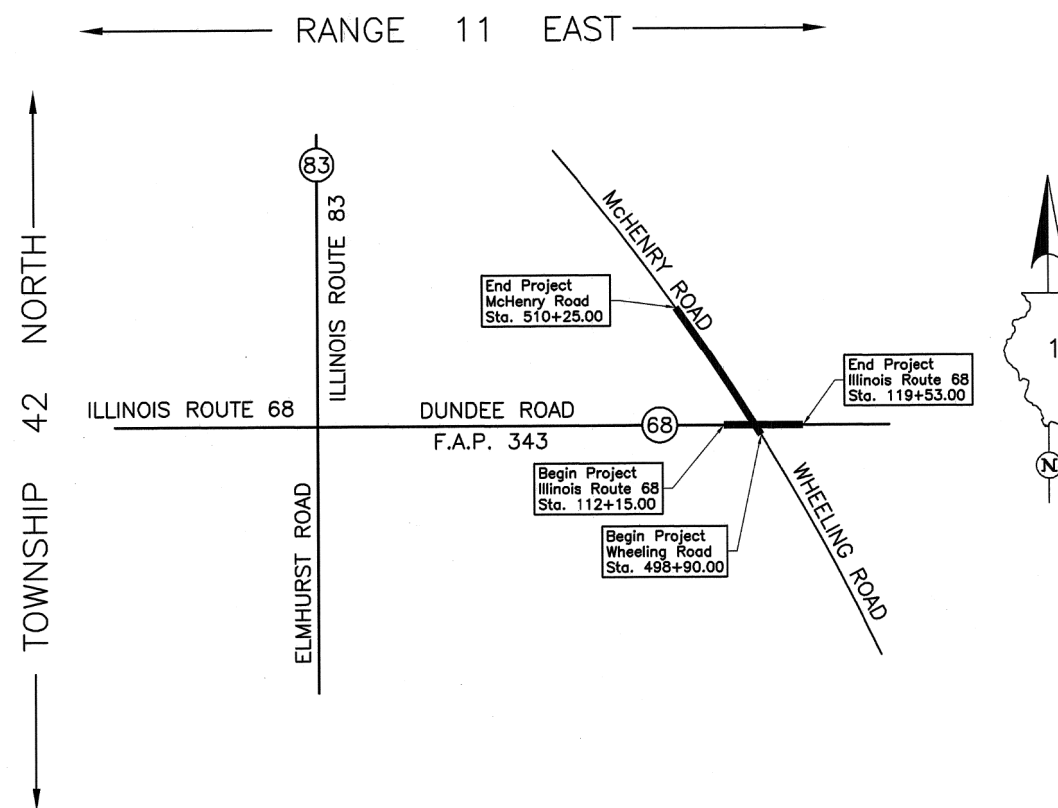 RANGE 11 EAST
TOWNSHIP 42 NORTH
83
ILLINOIS ROUTE 83
McHENRY ROAD
End Project
McHenry Road
Sta. 510+25.00
End Project
Illinois Route 68
Sta. 119+53.00
ILLINOIS ROUTE 68
DUNDEE ROAD
68
F.A.P. 343
Begin Project
Illinois Route 68
Sta. 112+15.00
Begin Project
Wheeling Road
Sta. 498+90.00
WHEELING ROAD
ELMHURST ROAD
1
N